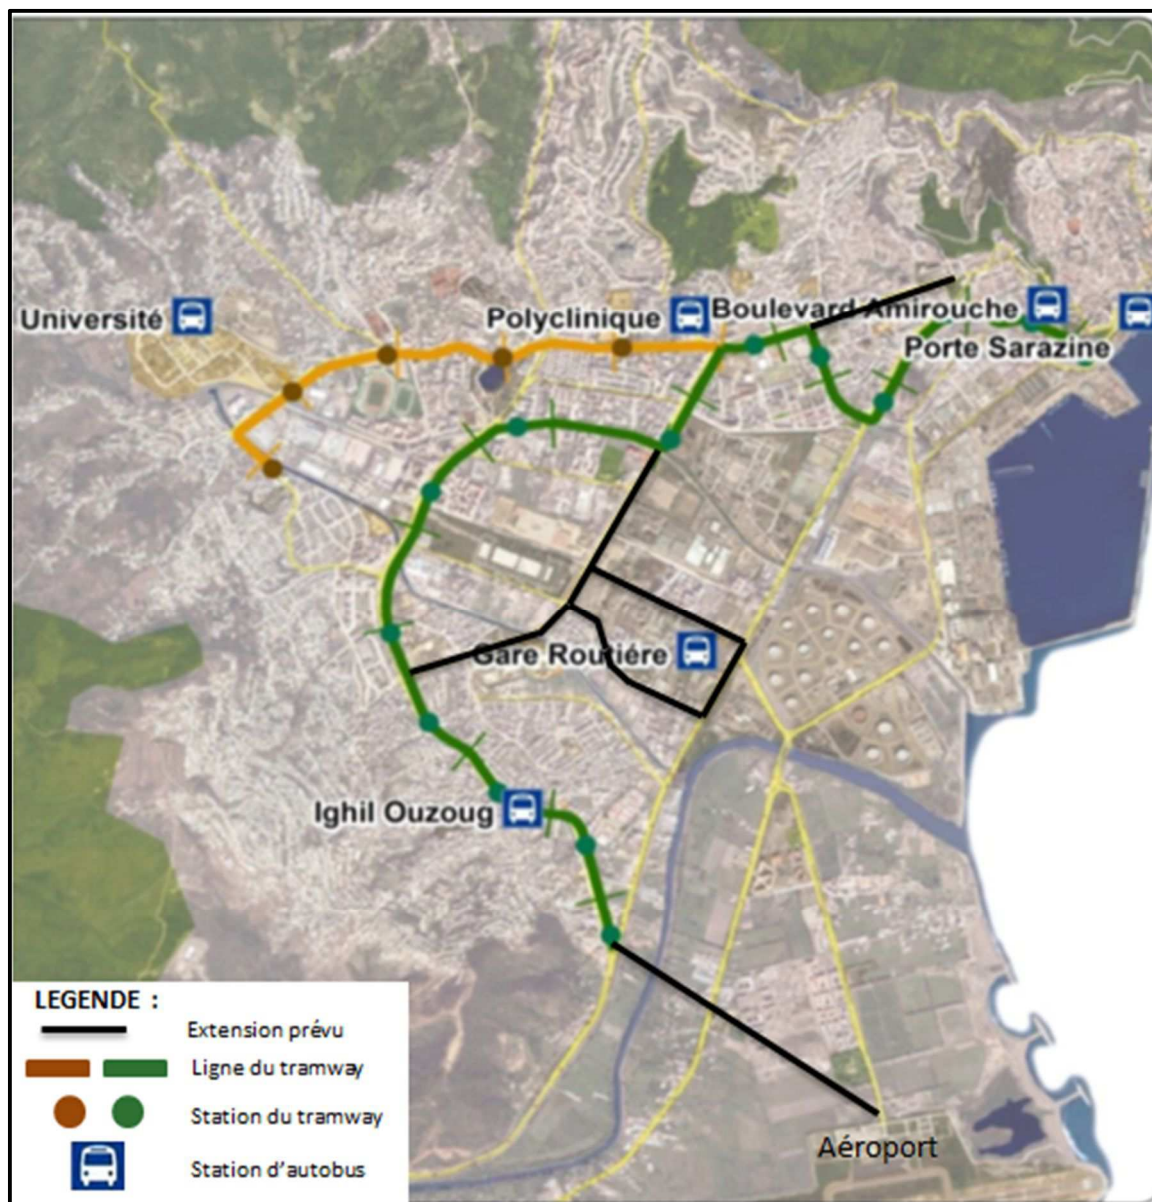 Université
Polyclinique
Boulevard Amirouche
Porte Sarazine
Gare Routiére
Ighil Ouzoug
LEGENDE :
Extension prévu
Ligne du tramway
Station du tramway
Station d'autobus
Aéroport